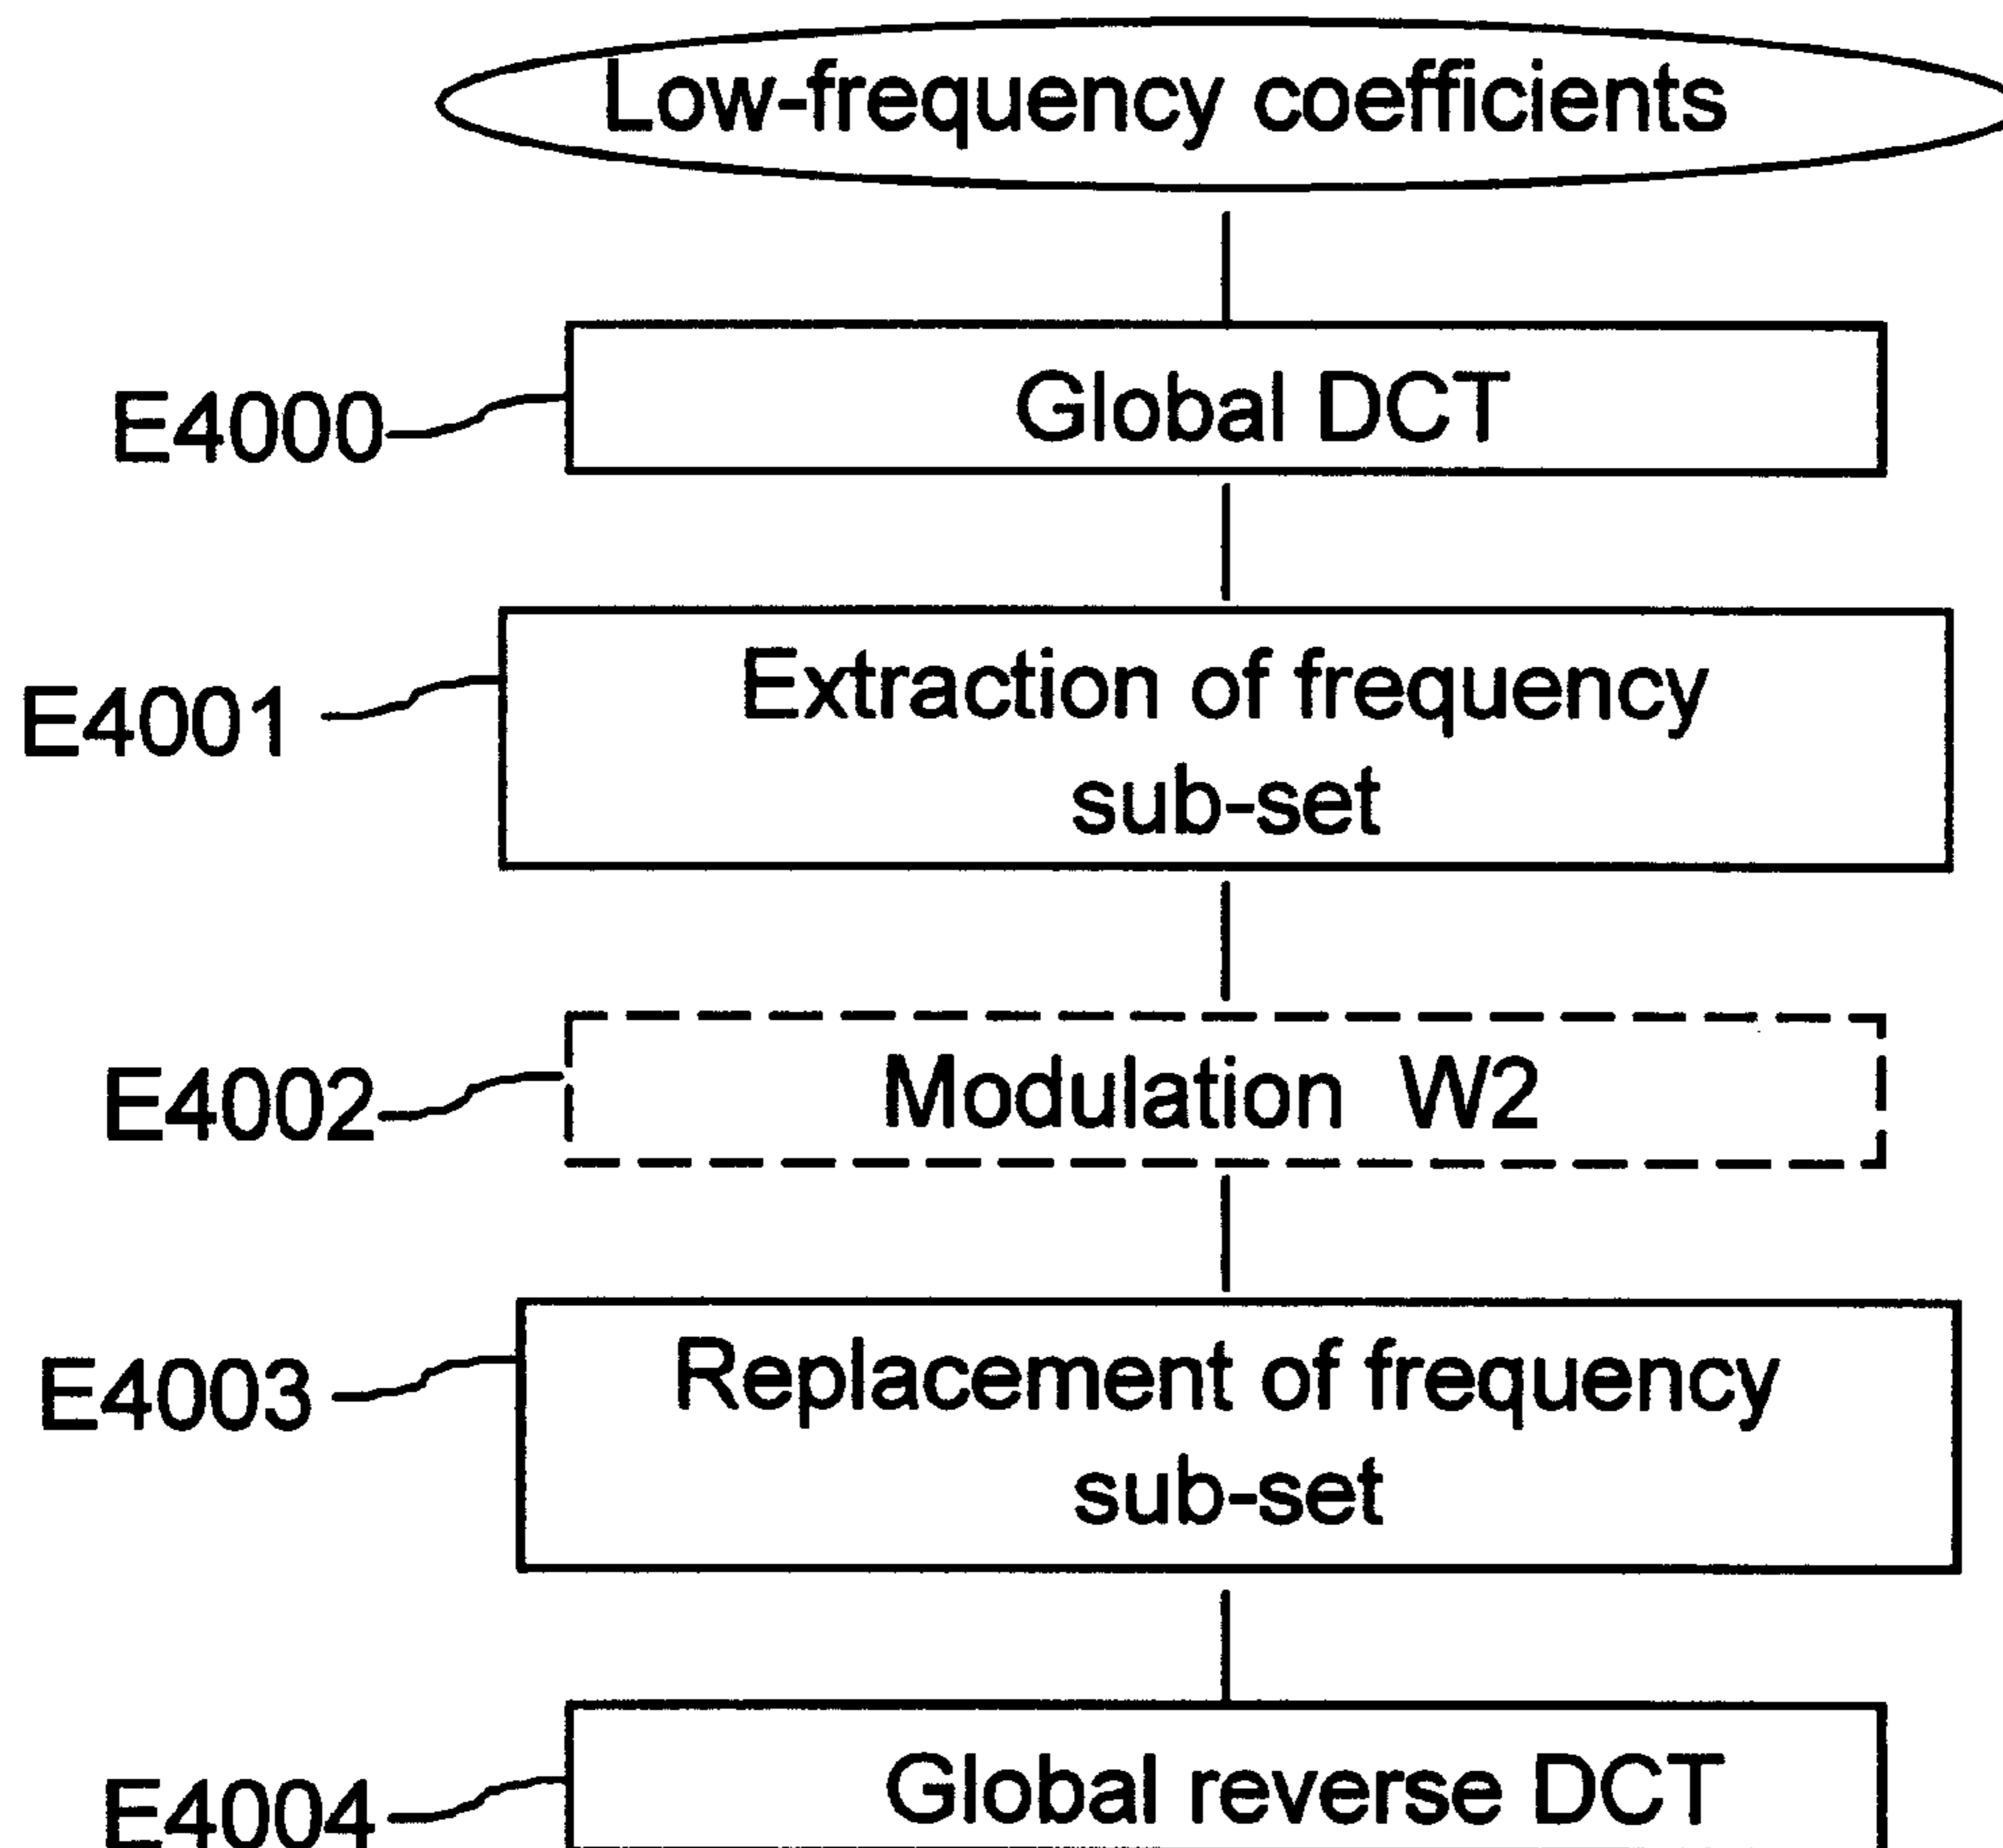 Low-frequency coefficients
E4000
Global DCT
E4001
Extraction of frequency
sub-set
E4002
Modulation W2
E4003
Replacement of frequency
sub-set
E4004
Global reverse DCT